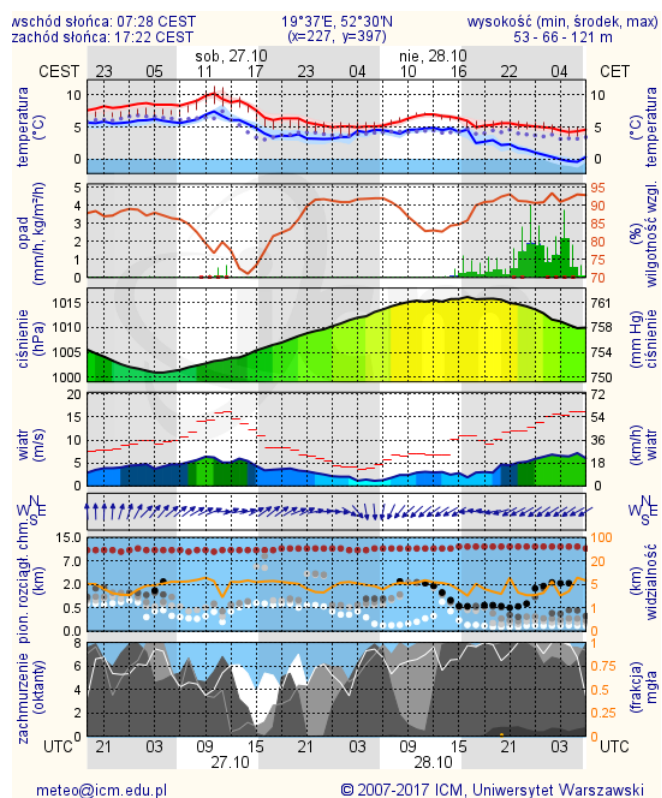 wschód słońca: 07:28 CEST 19°37'E, 52°30'N wysokość (min, środek, max)
zachód słońca: 17:22 CEST (x=227, y=397) 53 - 66 - 121 m
sob, 27.10 nie, 28.10
CEST 23 05 11 17 23 04 10 16 22 04 CET
temperatura (°C)
10 5 0
10 5 0
temperatura (°C)
opad (mm/h, kg/m²/h)
5 4 3 2 1 0
95 90 85 80 75 70
(%) wilgotność wzgl.
ciśnienie (hPa)
1015 1010 1005 1000
761 758 754 750
(mm Hg) ciśnienie
wiatr (m/s)
20 15 10 5 0
72 54 36 18 0
(km/h) wiatr
N W E S
N W E S
pion. rozciągł. chm. (km)
15.0 7.0 2.0 0.5 0.0
100 20 5 1 0
(km) widzialność
zachmurzenie (oktanty)
8 6 4 2 0
1 0.75 0.5 0.25 0
(frakcja) mgła
UTC 21 03 09 15 21 03 09 15 21 03 UTC
27.10 28.10
meteo@icm.edu.pl © 2007-2017 ICM, Uniwersytet Warszawski